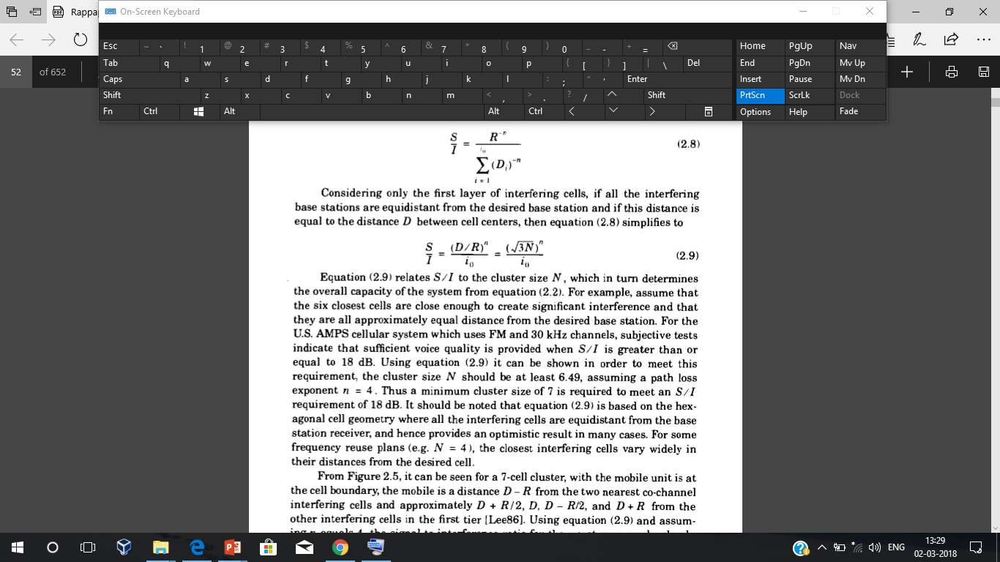 Rappa
On-Screen Keyboard
Esc ~ ` ! 1 @ 2 # 3 $ 4 % 5 ^ 6 & 7 * 8 ( 9 ) 0 _ - + = Home PgUp Nav
Tab q w e r t y u i o p { [ } ] | \ Del End PgDn Mv Up
Caps a s d f g h j k l : ; " ' Enter Insert Pause Mv Dn
Shift z x c v b n m < , > . ? / Shift PrtScn ScrLk Dock
Fn Ctrl Alt Alt Ctrl Options Help Fade
52 of 652
S/I = R^-n / ∑_{i = 1}^{i_0} (D_i)^-n (2.8)
Considering only the first layer of interfering cells, if all the interfering
base stations are equidistant from the desired base station and if this distance is
equal to the distance D between cell centers, then equation (2.8) simplifies to
S/I = (D/R)^n / i_0 = (√3N)^n / i_0 (2.9)
Equation (2.9) relates S/I to the cluster size N, which in turn determines
the overall capacity of the system from equation (2.2). For example, assume that
the six closest cells are close enough to create significant interference and that
they are all approximately equal distance from the desired base station. For the
U.S. AMPS cellular system which uses FM and 30 kHz channels, subjective tests
indicate that sufficient voice quality is provided when S/I is greater than or
equal to 18 dB. Using equation (2.9) it can be shown in order to meet this
requirement, the cluster size N should be at least 6.49, assuming a path loss
exponent n = 4. Thus a minimum cluster size of 7 is required to meet an S/I
requirement of 18 dB. It should be noted that equation (2.9) is based on the hex-
agonal cell geometry where all the interfering cells are equidistant from the base
station receiver, and hence provides an optimistic result in many cases. For some
frequency reuse plans (e.g. N = 4), the closest interfering cells vary widely in
their distances from the desired cell.
From Figure 2.5, it can be seen for a 7-cell cluster, with the mobile unit is at
the cell boundary, the mobile is a distance D – R from the two nearest co-channel
interfering cells and approximately D + R/2, D, D – R/2, and D + R from the
other interfering cells in the first tier [Lee86]. Using equation (2.9) and assum-
ENG
13:29
02-03-2018